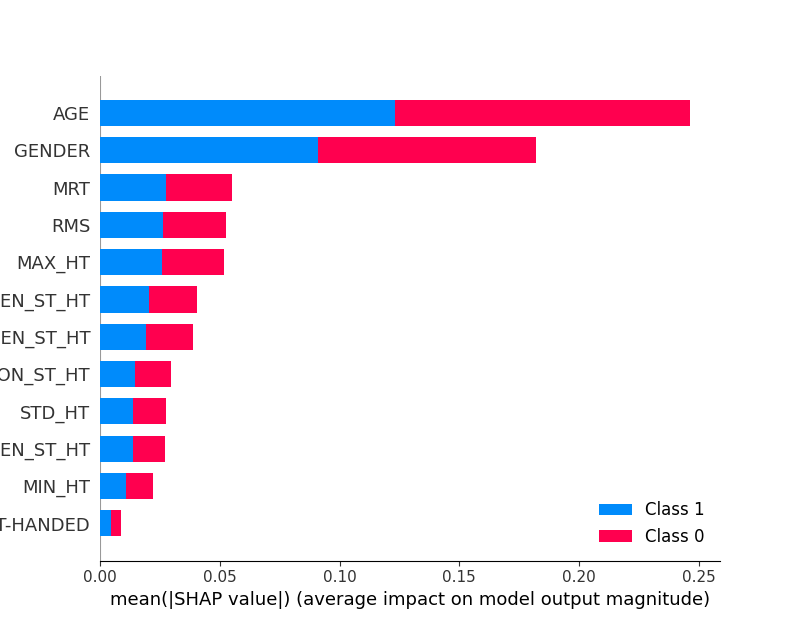 AGE
GENDER
MRT
RMS
MAX_HT
EN_ST_HT
EN_ST_HT
ON_ST_HT
STD_HT
EN_ST_HT
MIN_HT
T-HANDED
Class 1
Class 0
0.00 0.05 0.10 0.15 0.20 0.25
mean(|SHAP value|) (average impact on model output magnitude)